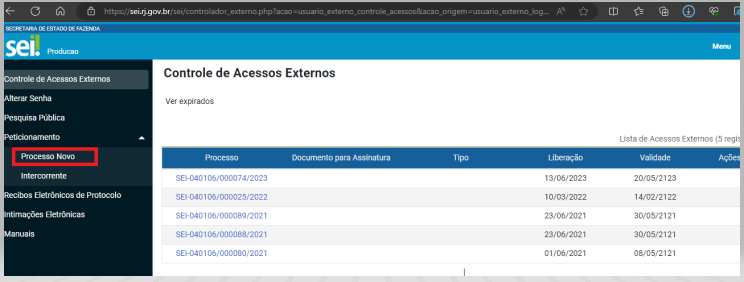 https://sei.rj.gov.br/sei/controlador_externo.php?acao=usuario_externo_controle_acessos&acao_origem=usuario_externo_log...
SECRETARIA DE ESTADO DE FAZENDA
sei! Producao
Menu
Controle de Acessos Externos
Alterar Senha
Pesquisa Pública
Peticionamento
Processo Novo
Intercorrente
Recibos Eletrônicos de Protocolo
Intimações Eletrônicas
Manuais
Controle de Acessos Externos
Ver expirados
Lista de Acessos Externos (5 regis
Processo Documento para Assinatura Tipo Liberação Validade Ações
SEI-040106/000074/2023 13/06/2023 20/05/2123
SEI-040106/000025/2022 10/03/2022 14/02/2122
SEI-040106/000089/2021 23/06/2021 30/05/2121
SEI-040106/000088/2021 23/06/2021 30/05/2121
SEI-040106/000080/2021 01/06/2021 08/05/2121